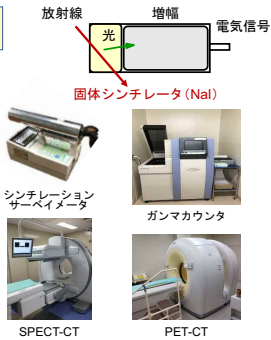 放射線
増幅
電気信号
光
固体シンチレータ(NaI)
シンチレーション
サーベイメータ
ガンマカウンタ
SPECT-CT
PET-CT